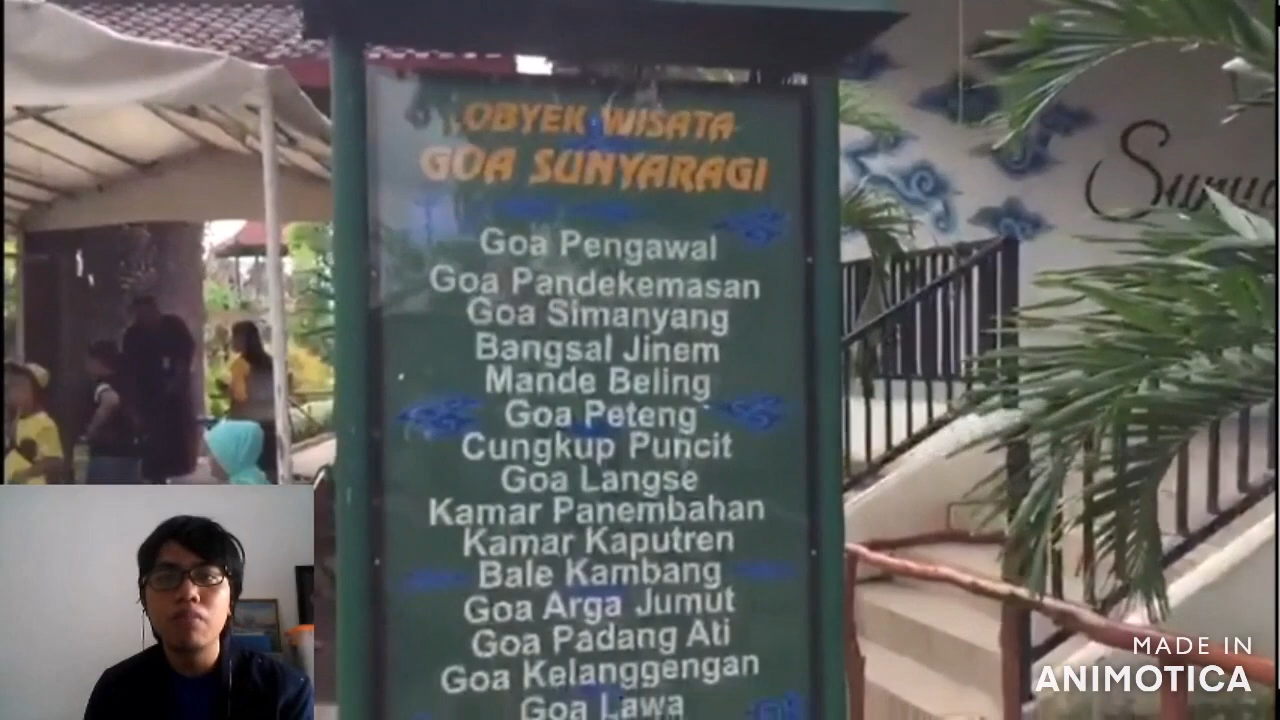 OBYEK WISATA
GOA SUNYARAGI
Goa Pengawal
Goa Pandekemasan
Goa Simanyang
Bangsal Jinem
Mande Beling
Goa Peteng
Cungkup Puncit
Goa Langse
Kamar Panembahan
Kamar Kaputren
Bale Kambang
Goa Arga Jumut
Goa Padang Ati
Goa Kelanggengan
Goa Lawa
MADE IN
ANIMOTICA